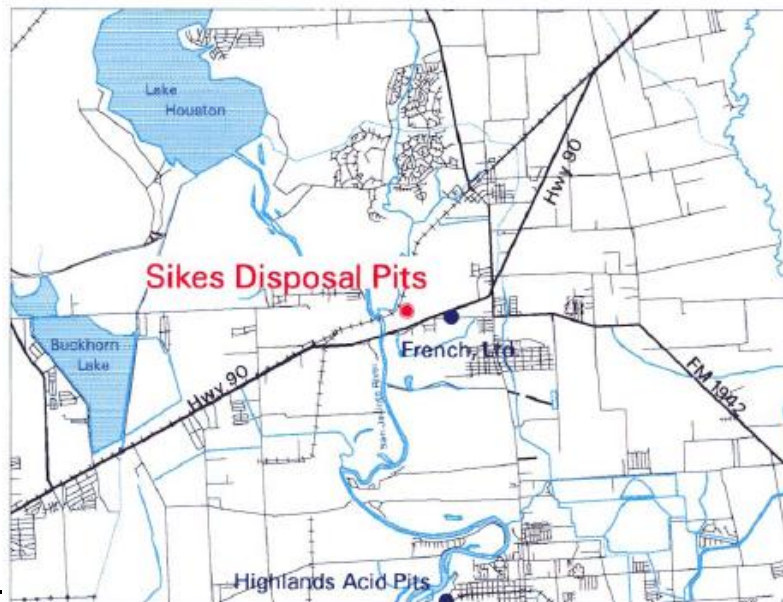 Lake
Houston
Hwy 90
Sikes Disposal Pits
Buckhorn
Lake
French, Ltd.
Hwy 90
San Jacinto River
FM 1942
Highlands Acid Pits